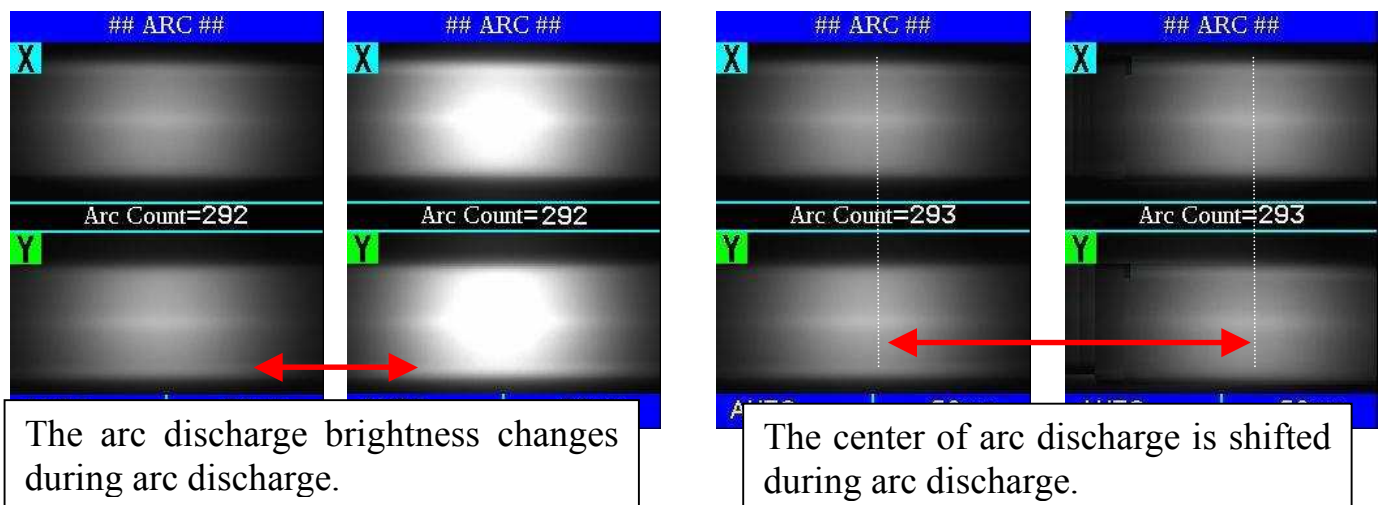 ## ARC ##
X
Arc Count=292
Y
## ARC ##
X
Arc Count=292
Y
The arc discharge brightness changes
during arc discharge.
## ARC ##
X
Arc Count=293
Y
## ARC ##
X
Arc Count=293
Y
The center of arc discharge is shifted
during arc discharge.